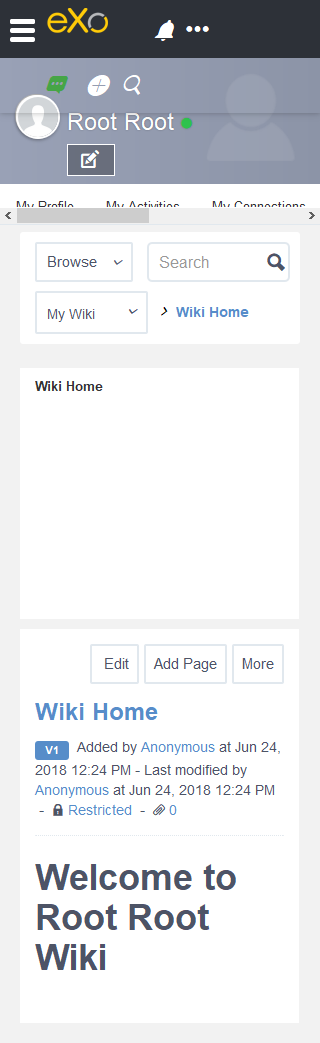 eXo
Root Root
My Profile My Activities My Connections
Browse Search
My Wiki Wiki Home
Wiki Home
Edit Add Page More
Wiki Home
V1 Added by Anonymous at Jun 24,
2018 12:24 PM - Last modified by
Anonymous at Jun 24, 2018 12:24 PM
- Restricted - 0
Welcome to
Root Root
Wiki